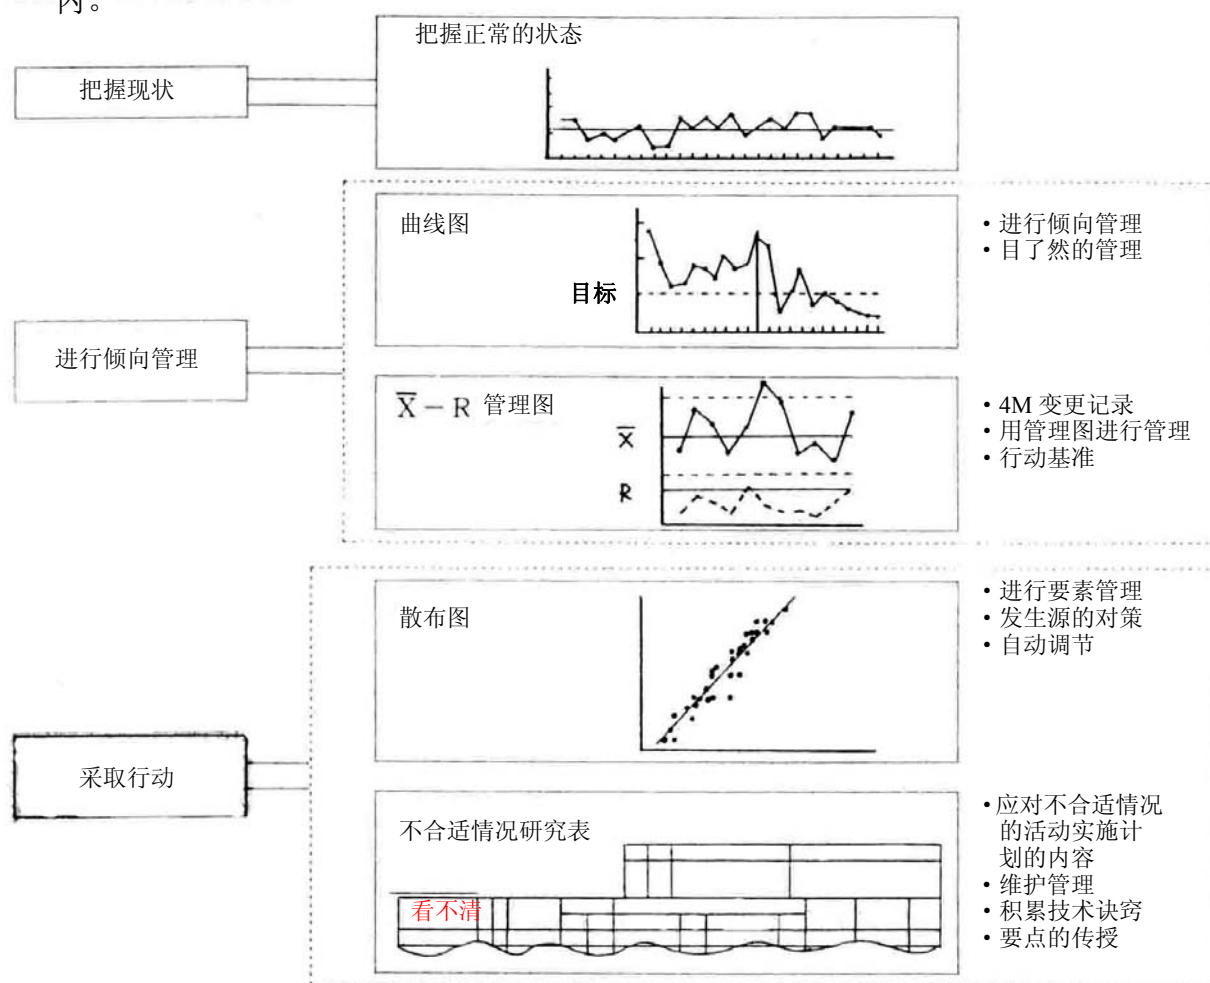 内。
把握现状
把握正常的状态
进行倾向管理
曲线图
目标
• 进行倾向管理
• 目了然的管理
X － R 管理图
X
R
• 4M 变更记录
• 用管理图进行管理
• 行动基准
采取行动
散布图
• 进行要素管理
• 发生源的对策
• 自动调节
不合适情况研究表
看不清
• 应对不合适情况
的活动实施计
划的内容
• 维护管理
• 积累技术诀窍
• 要点的传授